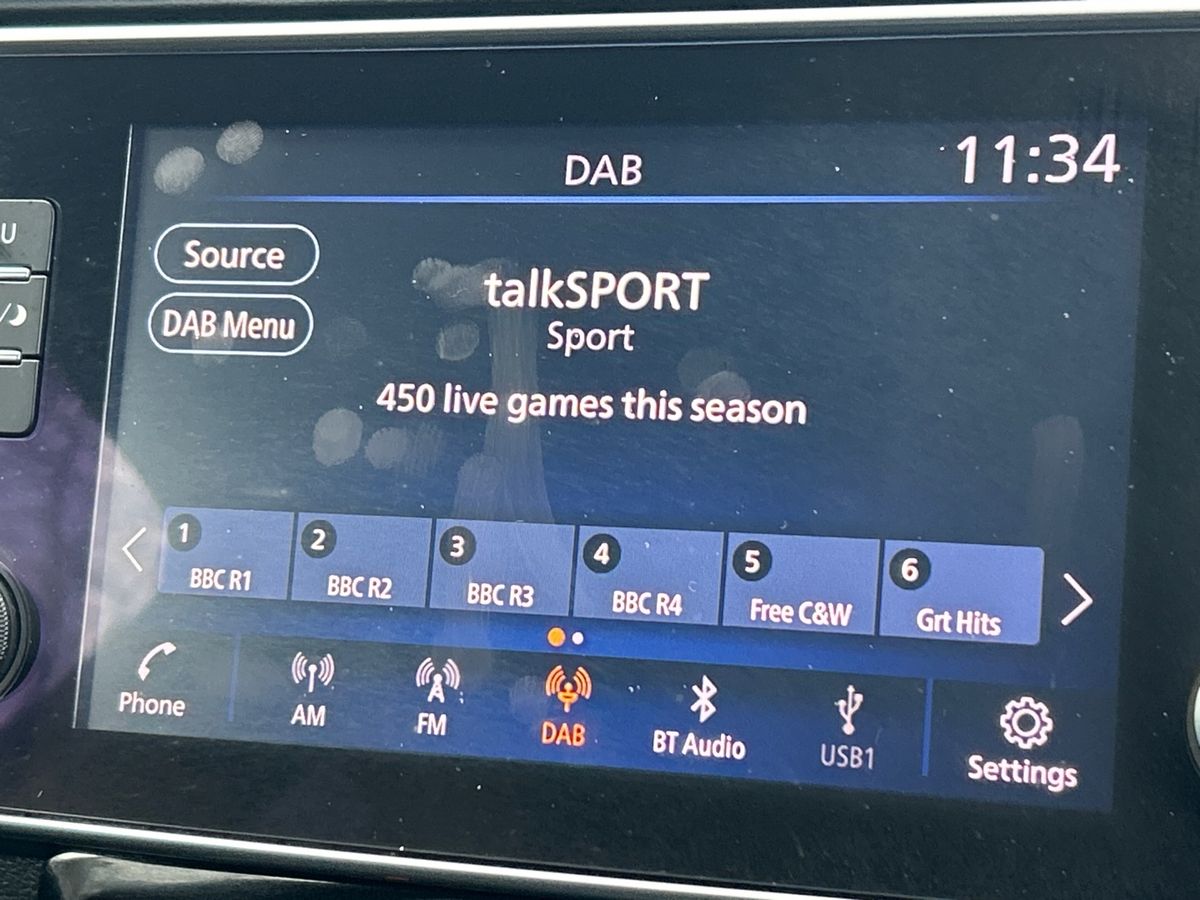 DAB
11:34
U
Source
DAB Menu
talkSPORT
Sport
450 live games this season
1
BBC R1
2
BBC R2
3
BBC R3
4
BBC R4
5
Free C&W
6
Grt Hits
Phone
AM
FM
DAB
BT Audio
USB1
Settings